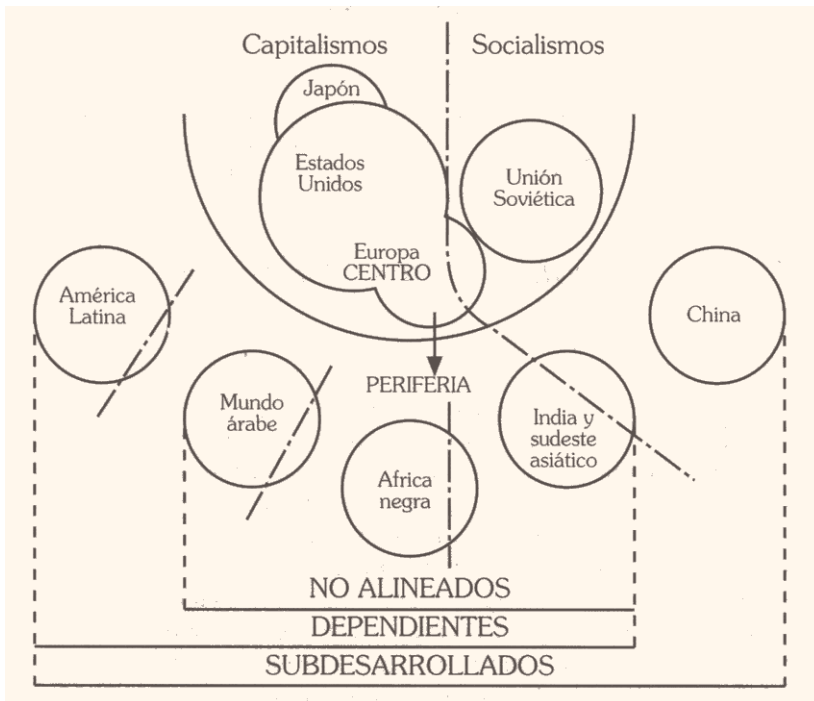 Capitalismos
Socialismos
Japón
Estados
Unidos
Unión
Soviética
Europa
CENTRO
América
Latina
China
PERIFERIA
Mundo
árabe
India y
sudeste
asiático
Africa
negra
NO ALINEADOS
DEPENDIENTES
SUBDESARROLLADOS